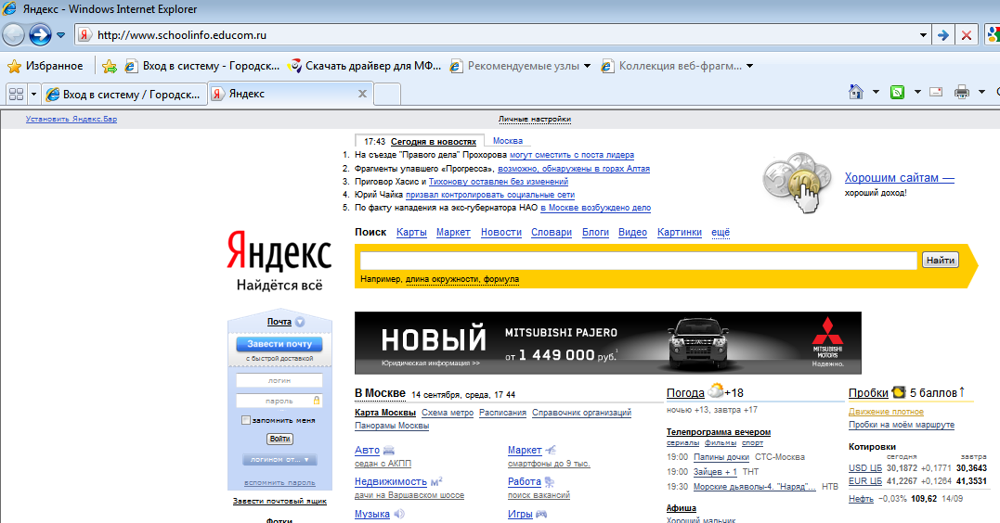 Яндекс - Windows Internet Explorer
http://www.schoolinfo.educom.ru
Избранное Вход в систему - Городск... Скачать драйвер для МФ... Рекомендуемые узлы Коллекция веб-фрагм...
Вход в систему / Городск... Яндекс
Установить Яндекс.Бар Личные настройки
17:43 Сегодня в новостях Москва
1. На съезде "Правого дела" Прохорова могут сместить с поста лидера
2. Фрагменты упавшего «Прогресса», возможно, обнаружены в горах Алтая
3. Приговор Хасис и Тихонову оставлен без изменений
4. Юрий Чайка призвал контролировать социальные сети
5. По факту нападения на экс-губернатора НАО в Москве возбуждено дело
Хорошим сайтам —
хороший доход!
Поиск Карты Маркет Новости Словари Блоги Видео Картинки ещё
Яндекс
Найдётся всё
Найти
Например, длина окружности, формула
Почта
Завести почту
с быстрой доставкой
логин
пароль
запомнить меня
Войти
логином от...
вспомнить пароль
Завести почтовый ящик
Фотки
НОВЫЙ MITSUBISHI PAJERO
от 1 449 000 руб.¹
Юридическая информация >>
MITSUBISHI
MOTORS
Надежно.
В Москве 14 сентября, среда, 17 44
Карта Москвы Схема метро Расписания Справочник организаций
Панорамы Москвы
Авто
седан с АКПП
Маркет
смартфоны до 9 тыс.
Недвижимость м²
дачи на Варшавском шоссе
Работа
поиск вакансий
Музыка
Игры
Погода +18
ночью +13, завтра +17
Телепрограмма вечером
сериалы фильмы спорт
19:00 Папины дочки СТС-Москва
19:00 Зайцев + 1 ТНТ
19:30 Морские дьяволы-4. "Наряд"... НТВ
Афиша
Хороший мальчик
Пробки 5 баллов↑
Движение плотное
Пробки на моём маршруте
Котировки
сегодня завтра
USD ЦБ 30,1872 +0,1771 30,3643
EUR ЦБ 41,2267 +0,1264 41,3531
Нефть −0,03% 109,62 14/09